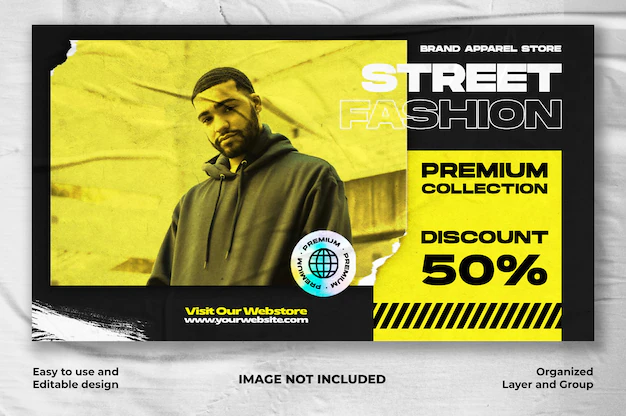 BRAND APPAREL STORE
STREET
FASHION
PREMIUM
COLLECTION
DISCOUNT
50%
PREMIUM · PREMIUM · PREMIUM ·
Visit Our Webstore
www.yourwebsite.com
Easy to use and
Editable design
IMAGE NOT INCLUDED
Organized
Layer and Group